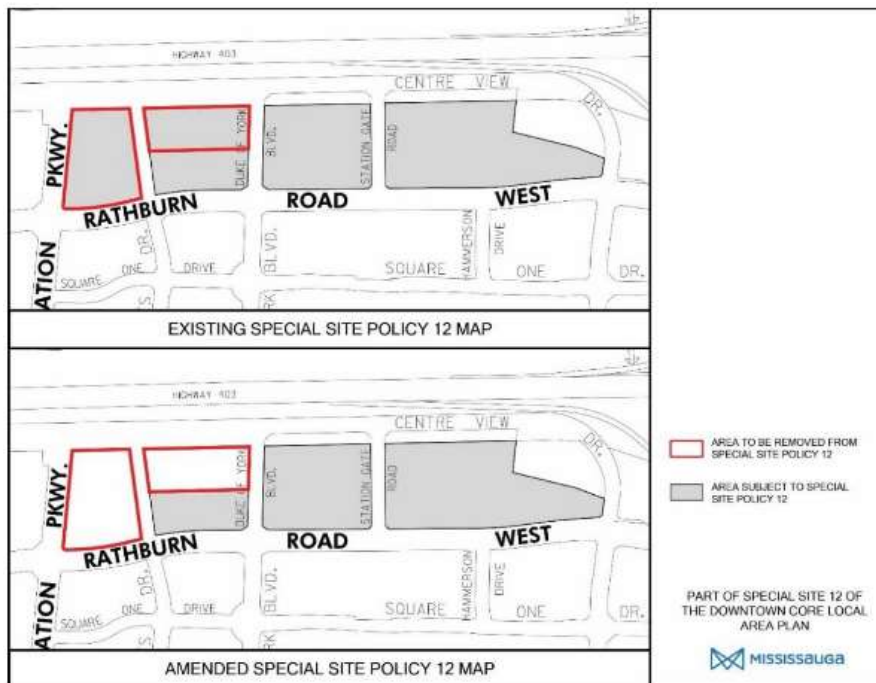 HIGHWAY 403
CENTRE VIEW
DR.
PKWY.
DUKE OF YORK
BLVD.
STATION GATE
ROAD
RATHBURN
ROAD
WEST
ATION
SQUARE ONE DRIVE
DR.
S
BLVD.
RK
SQUARE ONE DR.
HAMMERSON
DRIVE
EXISTING SPECIAL SITE POLICY 12 MAP
HIGHWAY 403
CENTRE VIEW
DR.
PKWY.
DUKE OF YORK
BLVD.
STATION GATE
ROAD
RATHBURN
ROAD
WEST
ATION
SQUARE ONE DRIVE
DR.
S
BLVD.
RK
SQUARE ONE DR.
HAMMERSON
DRIVE
AMENDED SPECIAL SITE POLICY 12 MAP
AREA TO BE REMOVED FROM
SPECIAL SITE POLICY 12
AREA SUBJECT TO SPECIAL
SITE POLICY 12
PART OF SPECIAL SITE 12 OF
THE DOWNTOWN CORE LOCAL
AREA PLAN
MISSISSAUGA